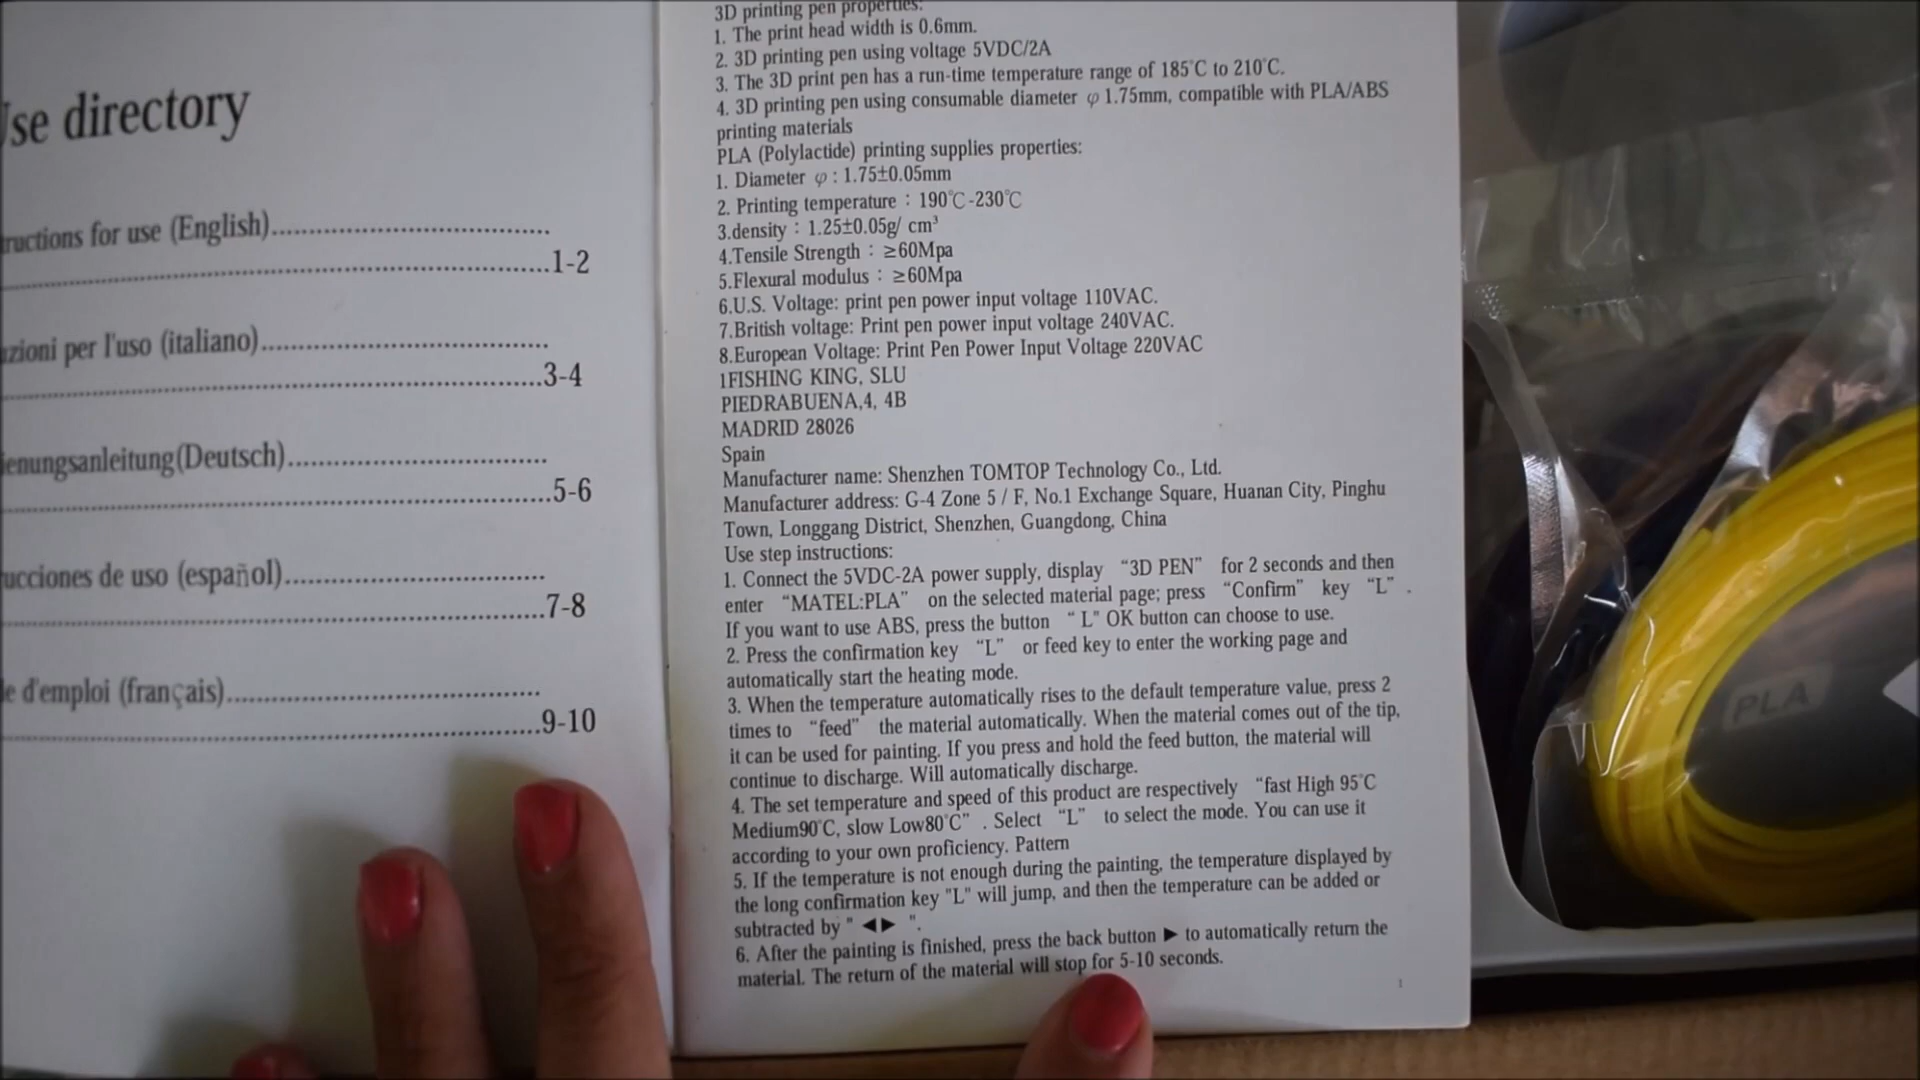 Use directory
tructions for use (English)..............................
..............................1-2
azioni per l'uso (italiano)..............................
..............................3-4
ienungsanleitung(Deutsch)..............................
..............................5-6
ucciones de uso (español)..............................
..............................7-8
le d'emploi (français)..............................
..............................9-10
3D printing pen properties:
1. The print head width is 0.6mm.
2. 3D printing pen using voltage 5VDC/2A
3. The 3D print pen has a run-time temperature range of 185℃ to 210℃.
4. 3D printing pen using consumable diameter φ 1.75mm, compatible with PLA/ABS
printing materials
PLA (Polylactide) printing supplies properties:
1. Diameter φ : 1.75±0.05mm
2. Printing temperature : 190℃-230℃
3.density : 1.25±0.05g/ cm³
4.Tensile Strength : ≥60Mpa
5.Flexural modulus : ≥60Mpa
6.U.S. Voltage: print pen power input voltage 110VAC.
7.British voltage: Print pen power input voltage 240VAC.
8.European Voltage: Print Pen Power Input Voltage 220VAC
1FISHING KING, SLU
PIEDRABUENA,4, 4B
MADRID 28026
Spain
Manufacturer name: Shenzhen TOMTOP Technology Co., Ltd.
Manufacturer address: G-4 Zone 5 / F, No.1 Exchange Square, Huanan City, Pinghu
Town, Longgang District, Shenzhen, Guangdong, China
Use step instructions:
1. Connect the 5VDC-2A power supply, display “3D PEN” for 2 seconds and then
enter “MATEL:PLA” on the selected material page; press “Confirm” key “L” .
If you want to use ABS, press the button “ L” OK button can choose to use.
2. Press the confirmation key “L” or feed key to enter the working page and
automatically start the heating mode.
3. When the temperature automatically rises to the default temperature value, press 2
times to “feed” the material automatically. When the material comes out of the tip,
it can be used for painting. If you press and hold the feed button, the material will
continue to discharge. Will automatically discharge.
4. The set temperature and speed of this product are respectively “fast High 95℃
Medium90℃, slow Low80℃” . Select “L” to select the mode. You can use it
according to your own proficiency. Pattern
5. If the temperature is not enough during the painting, the temperature displayed by
the long confirmation key "L" will jump, and then the temperature can be added or
subtracted by " ◀▶ ".
6. After the painting is finished, press the back button ▶ to automatically return the
material. The return of the material will stop for 5-10 seconds.
1
PLA